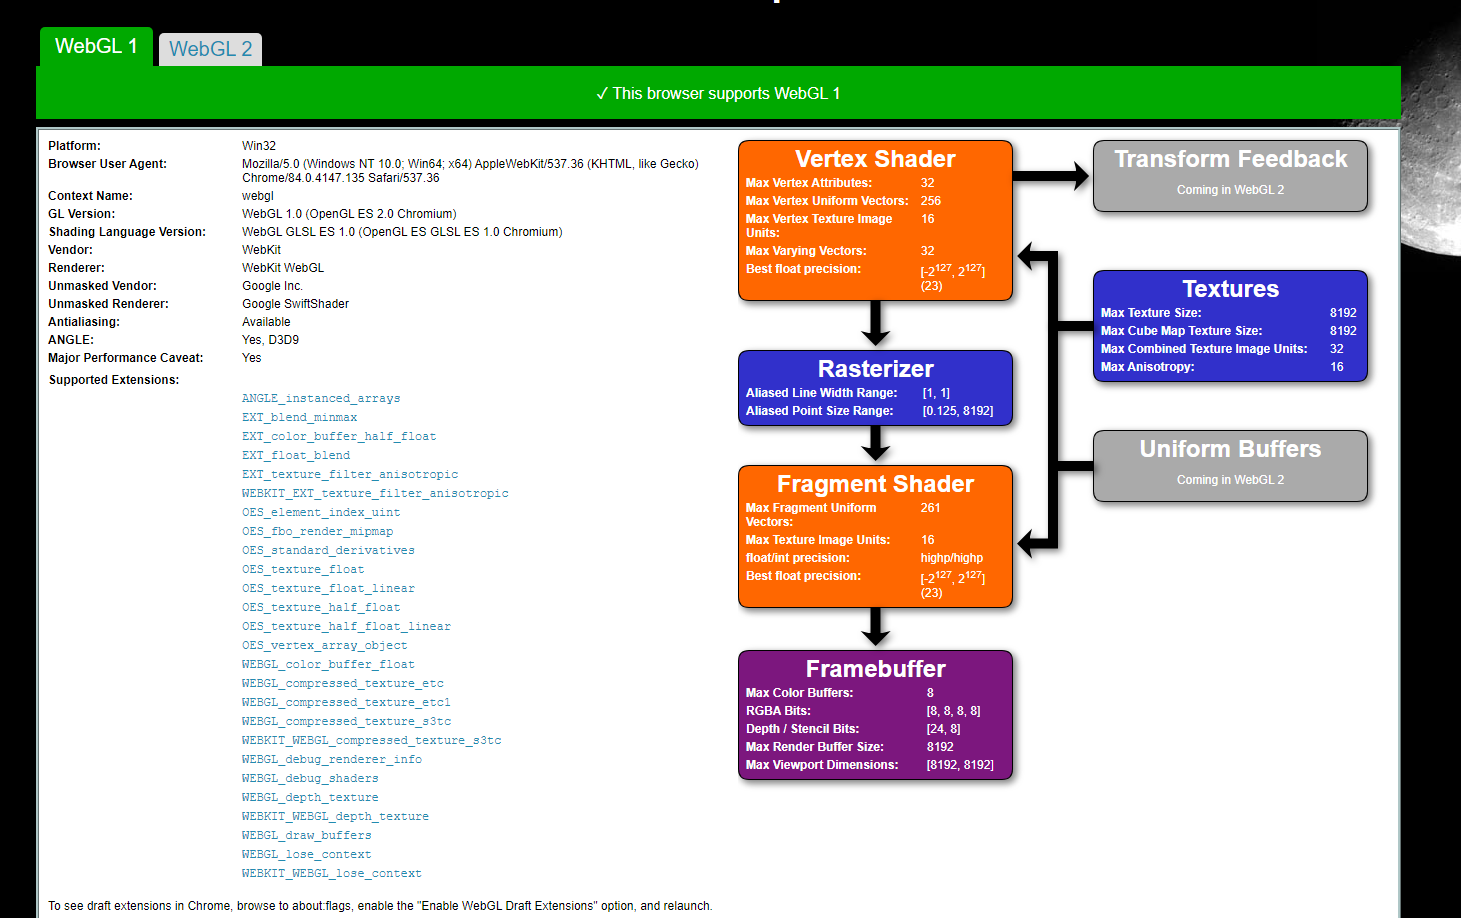 WebGL 1
WebGL 2
✓ This browser supports WebGL 1
Platform: Win32
Browser User Agent: Mozilla/5.0 (Windows NT 10.0; Win64; x64) AppleWebKit/537.36 (KHTML, like Gecko)
Chrome/84.0.4147.135 Safari/537.36
Context Name: webgl
GL Version: WebGL 1.0 (OpenGL ES 2.0 Chromium)
Shading Language Version: WebGL GLSL ES 1.0 (OpenGL ES GLSL ES 1.0 Chromium)
Vendor: WebKit
Renderer: WebKit WebGL
Unmasked Vendor: Google Inc.
Unmasked Renderer: Google SwiftShader
Antialiasing: Available
ANGLE: Yes, D3D9
Major Performance Caveat: Yes
Supported Extensions:
ANGLE_instanced_arrays
EXT_blend_minmax
EXT_color_buffer_half_float
EXT_float_blend
EXT_texture_filter_anisotropic
WEBKIT_EXT_texture_filter_anisotropic
OES_element_index_uint
OES_fbo_render_mipmap
OES_standard_derivatives
OES_texture_float
OES_texture_float_linear
OES_texture_half_float
OES_texture_half_float_linear
OES_vertex_array_object
WEBGL_color_buffer_float
WEBGL_compressed_texture_etc
WEBGL_compressed_texture_etc1
WEBGL_compressed_texture_s3tc
WEBKIT_WEBGL_compressed_texture_s3tc
WEBGL_debug_renderer_info
WEBGL_debug_shaders
WEBGL_depth_texture
WEBKIT_WEBGL_depth_texture
WEBGL_draw_buffers
WEBGL_lose_context
WEBKIT_WEBGL_lose_context
To see draft extensions in Chrome, browse to about:flags, enable the "Enable WebGL Draft Extensions" option, and relaunch.
Vertex Shader
Max Vertex Attributes: 32
Max Vertex Uniform Vectors: 256
Max Vertex Texture Image 16
Units:
Max Varying Vectors: 32
Best float precision: [-2¹²⁷, 2¹²⁷]
(23)
Rasterizer
Aliased Line Width Range: [1, 1]
Aliased Point Size Range: [0.125, 8192]
Fragment Shader
Max Fragment Uniform 261
Vectors:
Max Texture Image Units: 16
float/int precision: highp/highp
Best float precision: [-2¹²⁷, 2¹²⁷]
(23)
Framebuffer
Max Color Buffers: 8
RGBA Bits: [8, 8, 8, 8]
Depth / Stencil Bits: [24, 8]
Max Render Buffer Size: 8192
Max Viewport Dimensions: [8192, 8192]
Transform Feedback
Coming in WebGL 2
Textures
Max Texture Size: 8192
Max Cube Map Texture Size: 8192
Max Combined Texture Image Units: 32
Max Anisotropy: 16
Uniform Buffers
Coming in WebGL 2